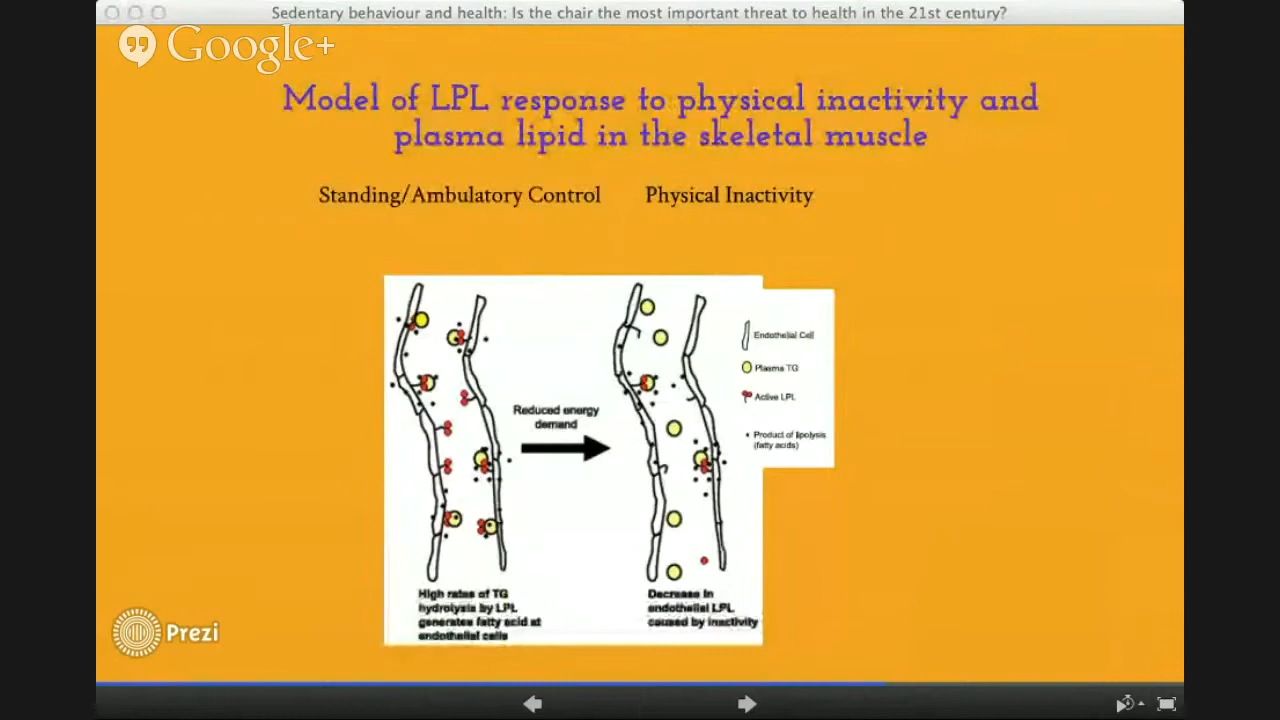 Sedentary behaviour and health: Is the chair the most important threat to health in the 21st century?
Google+
Model of LPL response to physical inactivity and
plasma lipid in the skeletal muscle
Standing/Ambulatory Control
Physical Inactivity
Reduced energy
demand
Endothelial Cell
Plasma TG
Active LPL
Product of lipolysis
(fatty acids)
High rates of TG
hydrolysis by LPL
generates fatty acid at
endothelial cells
Decrease in
endothelial LPL
caused by inactivity
Prezi